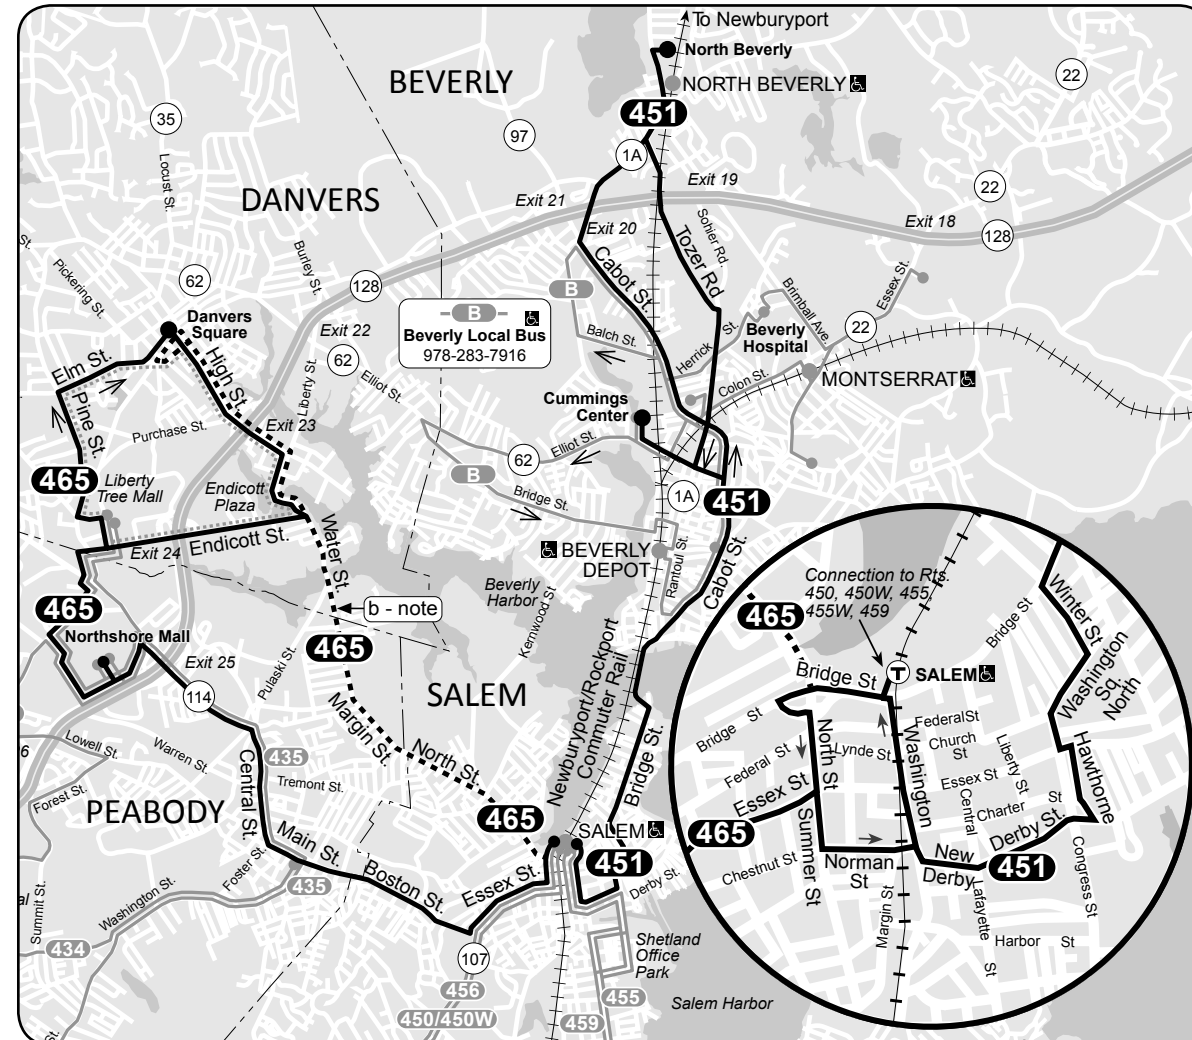 To Newburyport
North Beverly
BEVERLY
NORTH BEVERLY
22
35
451
97
1A
Locust St.
DANVERS
Exit 21
Exit 19
22
Exit 18
128
Sohier Rd.
Exit 20
St.
Pickering St.
Burley St.
62
128
Cabot St.
Tozer Rd
Brimball Ave.
Essex St.
B
B
Beverly Local Bus
978-283-7916
Danvers
Square
Exit 22
62
Balch St.
Herrick
St.
Beverly
Hospital
22
Elm St.
High St.
Liberty St.
Elliot St.
Colon St.
MONTSERRAT
Pine St.
Purchase St.
Exit 23
Cummings
Center
Elliot St.
62
465
Liberty
Tree Mall
Endicott
Plaza
B
Bridge St.
1A
451
Endicott St.
Exit 24
Water St.
BEVERLY
DEPOT
Rantoul St.
Cabot St.
Beverly
Harbor
Kernwood St
465
b - note
Northshore Mall
465
Exit 25
Pulaski St.
114
SALEM
Newburyport/Rockport
Commuter Rail
Bridge St.
Margin St.
North St.
6
Lowell St.
Warren St.
435
Tremont St.
Central St.
Forest St.
PEABODY
465
SALEM
451
Main St.
Boston St.
Essex St.
Derby St.
Foster St.
435
Washington St.
al
Summit St.
434
107
456
450/450W
459
455
Shetland
Office
Park
Salem Harbor
St.
Connection to Rts.
450, 450W, 455,
455W, 459
465
Bridge St
T
SALEM
Bridge St
Winter St
Washington
Sq.
North
Bridge St
Federal St
North St
Lynde St
Washington
FederalSt
Church
St
Essex St
Liberty St
Hawthorne
Federal St
Essex St
Central
Charter St
465
Summer St
Derby St.
Chestnut St
Norman
St
New
Derby
451
Margin St
Lafayette
St
Congress St
Harbor St